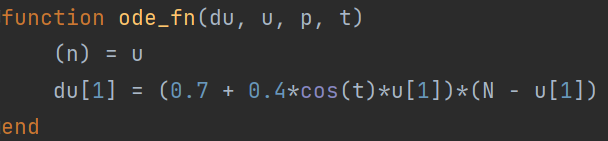 function ode_fn(du, u, p, t)
    (n) = u
    du[1] = (0.7 + 0.4*cos(t)*u[1])*(N - u[1])
end